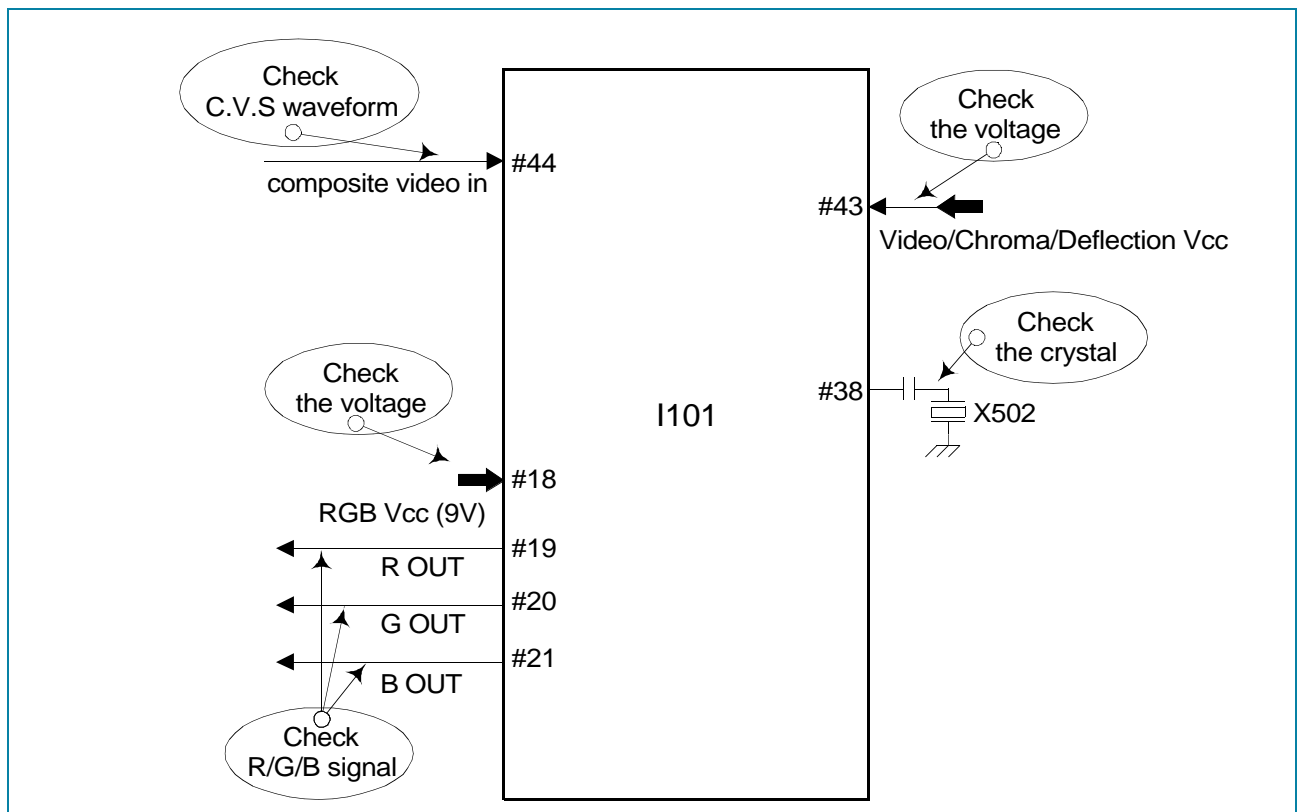 Check
C.V.S waveform
composite video in
#44
Check
the voltage
#43
Video/Chroma/Deflection Vcc
Check
the crystal
#38
X502
I101
Check
the voltage
#18
RGB Vcc (9V)
#19
R OUT
#20
G OUT
#21
B OUT
Check
R/G/B signal